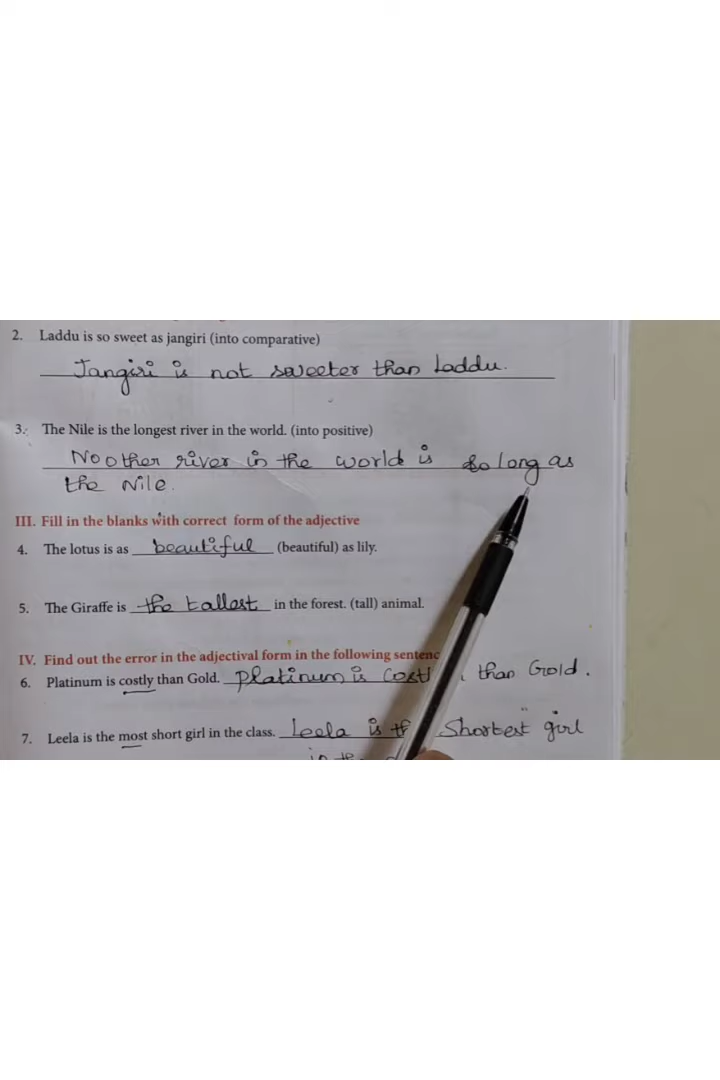 2. Laddu is so sweet as jangiri (into comparative)
Jangiri is not sweeter than Laddu.
3. The Nile is the longest river in the world. (into positive)
No other river in the world is so long as
the Nile.
III. Fill in the blanks with correct form of the adjective
4. The lotus is as beautiful (beautiful) as lily.
5. The Giraffe is the tallest in the forest. (tall) animal.
IV. Find out the error in the adjectival form in the following
6. Platinum is costly than Gold. Platinum is than Gold.
7. Leela is the most short girl in the class. Leela is Shortest girl
in